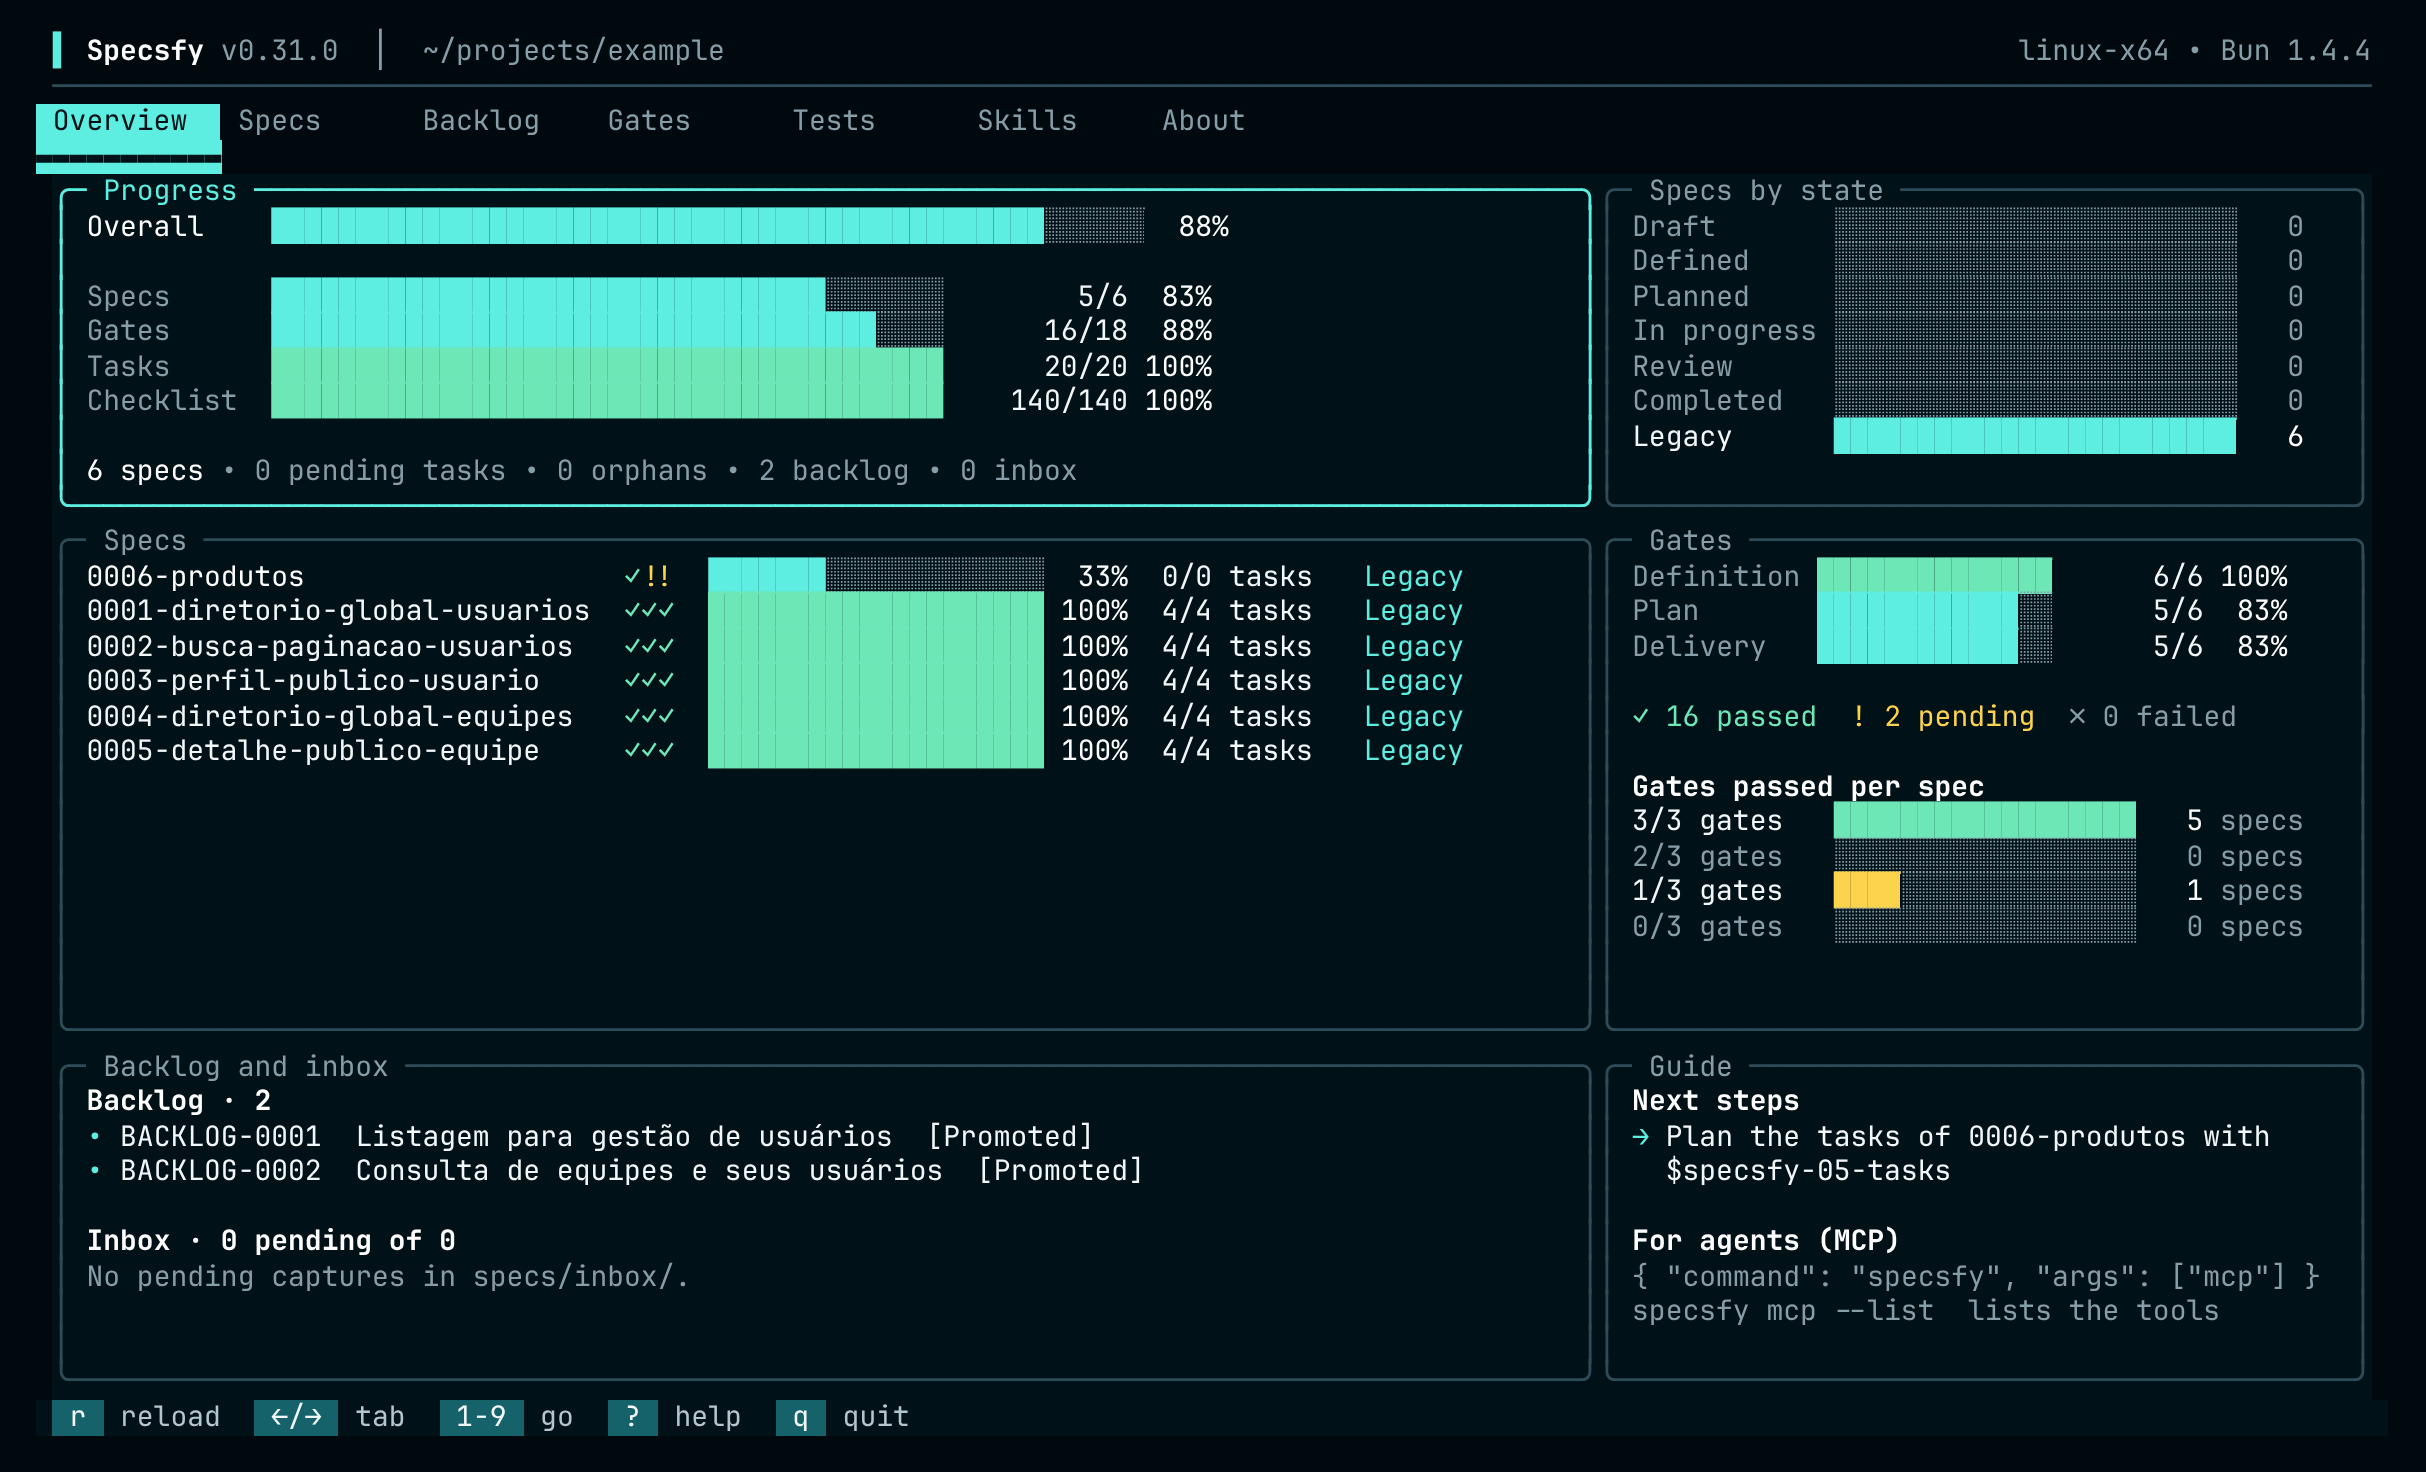 Specsfy v0.31.0 │ ~/projects/example linux-x64 • Bun 1.4.4
Overview Specs Backlog Gates Tests Skills About
Progress
Overall 88%
Specs 5/6 83%
Gates 16/18 88%
Tasks 20/20 100%
Checklist 140/140 100%
6 specs • 0 pending tasks • 0 orphans • 2 backlog • 0 inbox
Specs by state
Draft 0
Defined 0
Planned 0
In progress 0
Review 0
Completed 0
Legacy 6
Specs
0006-produtos ✓!! 33% 0/0 tasks Legacy
0001-diretorio-global-usuarios ✓✓✓ 100% 4/4 tasks Legacy
0002-busca-paginacao-usuarios ✓✓✓ 100% 4/4 tasks Legacy
0003-perfil-publico-usuario ✓✓✓ 100% 4/4 tasks Legacy
0004-diretorio-global-equipes ✓✓✓ 100% 4/4 tasks Legacy
0005-detalhe-publico-equipe ✓✓✓ 100% 4/4 tasks Legacy
Gates
Definition 6/6 100%
Plan 5/6 83%
Delivery 5/6 83%
✓ 16 passed ! 2 pending ✕ 0 failed
Gates passed per spec
3/3 gates 5 specs
2/3 gates 0 specs
1/3 gates 1 specs
0/3 gates 0 specs
Backlog and inbox
Backlog · 2
• BACKLOG-0001 Listagem para gestão de usuários [Promoted]
• BACKLOG-0002 Consulta de equipes e seus usuários [Promoted]
Inbox · 0 pending of 0
No pending captures in specs/inbox/.
Guide
Next steps
→ Plan the tasks of 0006-produtos with
$specsfy-05-tasks
For agents (MCP)
{ "command": "specsfy", "args": ["mcp"] }
specsfy mcp --list lists the tools
r reload ←/→ tab 1-9 go ? help q quit